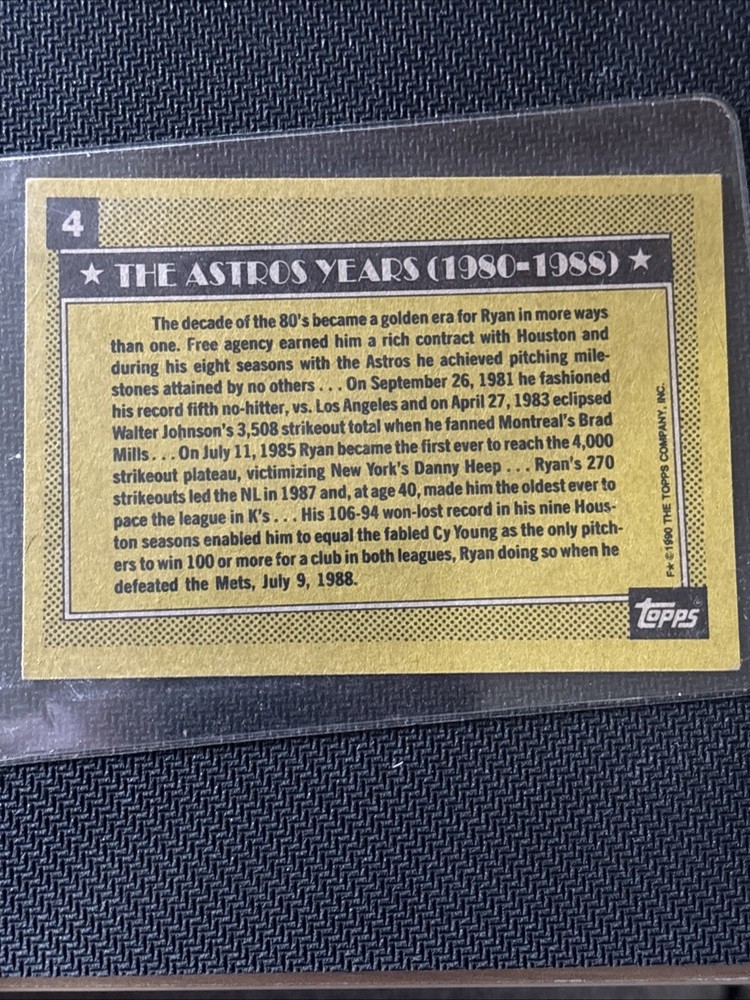 4
★ THE ASTROS YEARS (1980-1988) ★
The decade of the 80's became a golden era for Ryan in more ways
than one. Free agency earned him a rich contract with Houston and
during his eight seasons with the Astros he achieved pitching mile-
stones attained by no others . . . On September 26, 1981 he fashioned
his record fifth no-hitter, vs. Los Angeles and on April 27, 1983 eclipsed
Walter Johnson's 3,508 strikeout total when he fanned Montreal's Brad
Mills . . . On July 11, 1985 Ryan became the first ever to reach the 4,000
strikeout plateau, victimizing New York's Danny Heep . . . Ryan's 270
strikeouts led the NL in 1987 and, at age 40, made him the oldest ever to
pace the league in K's . . . His 106-94 won-lost record in his nine Hous-
ton seasons enabled him to equal the fabled Cy Young as the only pitch-
ers to win 100 or more for a club in both leagues, Ryan doing so when he
defeated the Mets, July 9, 1988.
F★ © 1990 THE TOPPS COMPANY, INC.
TOPPS